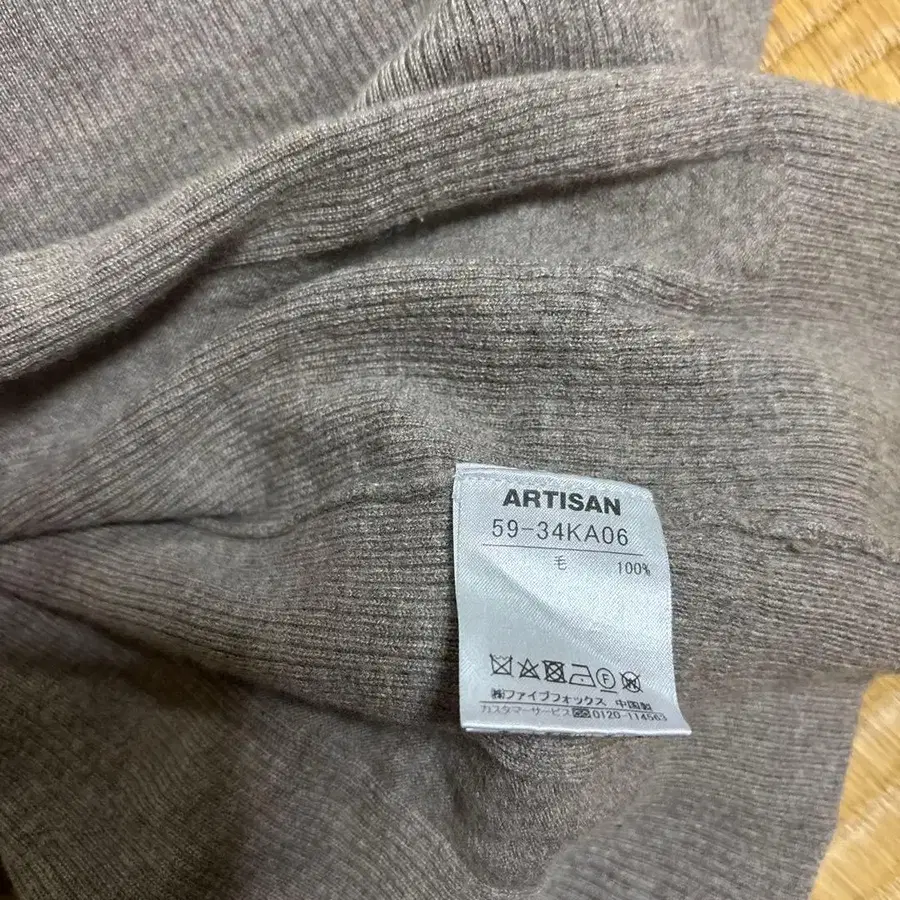 ARTISAN
59-34KA06
毛 100%
㈱ファイブフォックス 中国製
カスタマーサービス 0120-114563